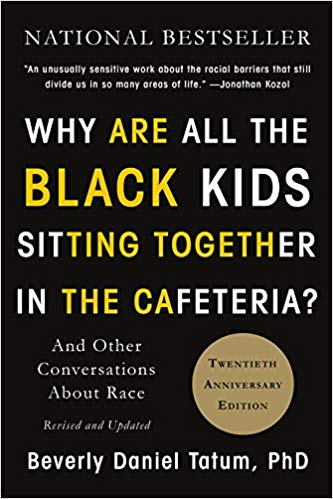 NATIONAL BESTSELLER
"An unusually sensitive work about the racial barriers that still
divide us in so many areas of life." —Jonathan Kozol
WHY ARE ALL THE
BLACK KIDS
SITTING TOGETHER
IN THE CAFETERIA?
And Other
Conversations
About Race
Revised and Updated
TWENTIETH
ANNIVERSARY
EDITION
Beverly Daniel Tatum, PhD